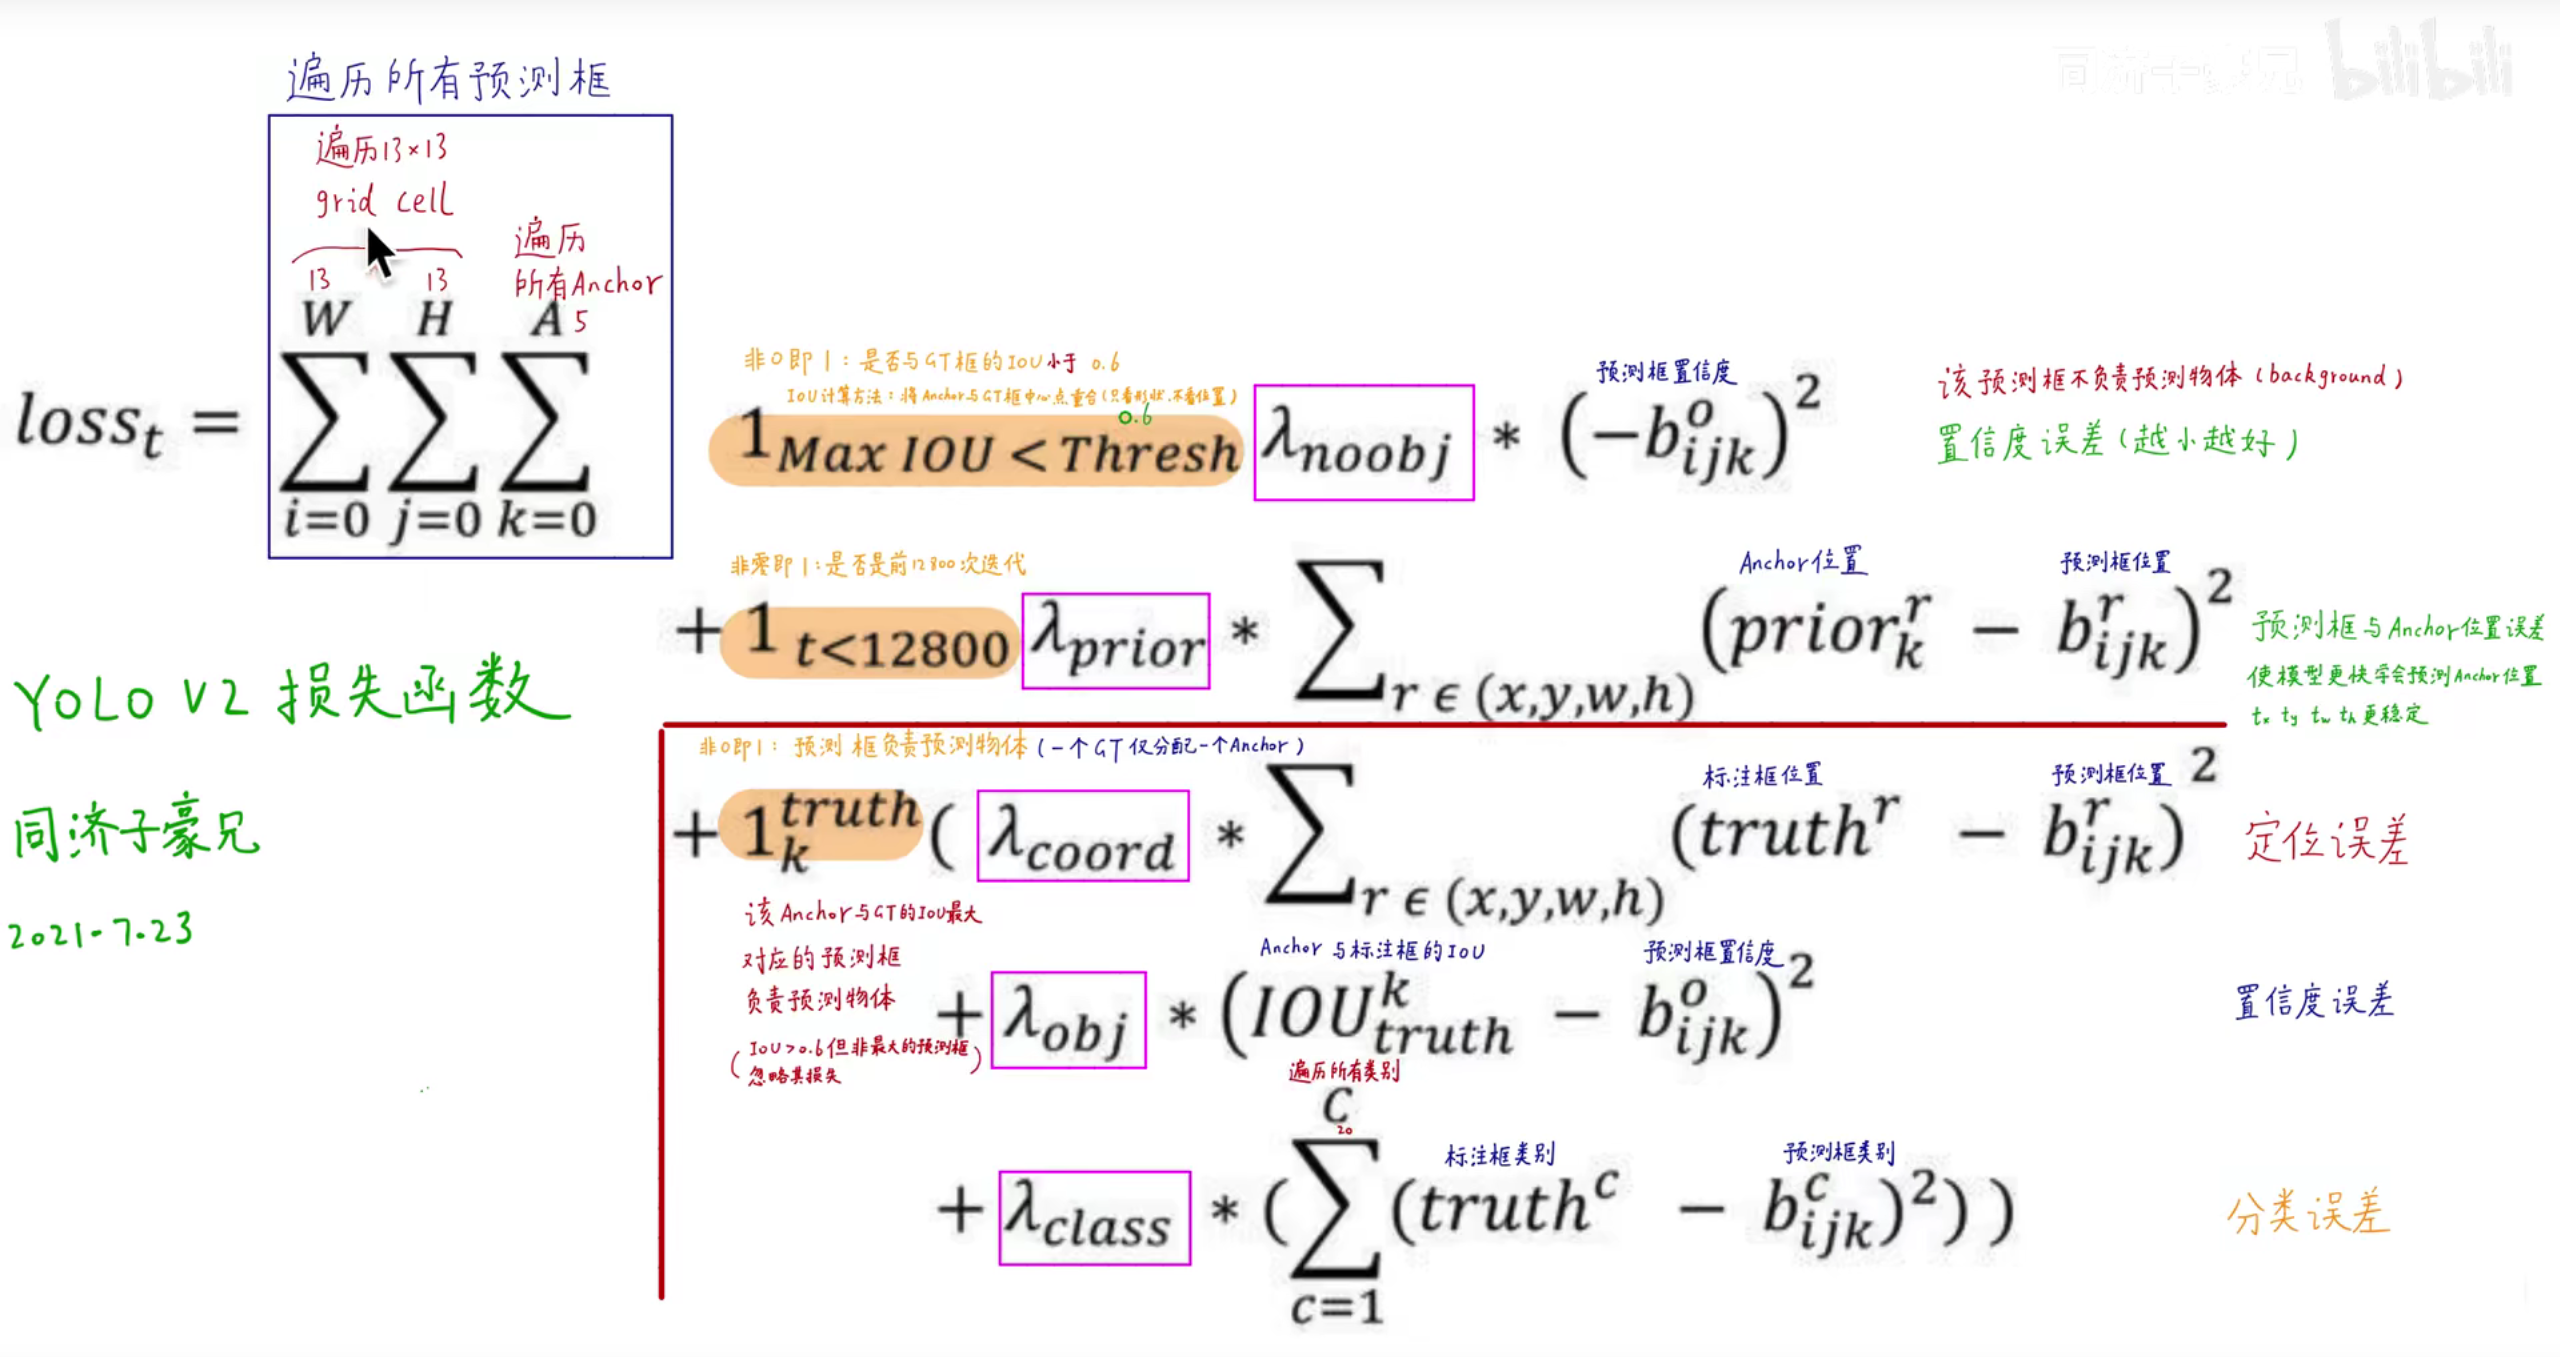 同济子豪兄 bilibili
遍历所有预测框
遍历13×13
grid cell
遍历
所有Anchor
13 13 5
W H A
loss_t = ∑ ∑ ∑
i=0 j=0 k=0
非0即1：是否与GT框的IOU小于 0.6
IOU计算方法：将Anchor与GT框中心点重合(只看形状,不看位置)
0.6
预测框置信度
1_{Max IOU < Thresh} λ_{noobj} * (−b_{ijk}^o)^2
该预测框不负责预测物体 (background)
置信度误差 (越小越好)
非零即1：是否是前12800次迭代
Anchor位置 预测框位置
+ 1_{t<12800} λ_{prior} * ∑_{r ϵ (x,y,w,h)} (prior_k^r − b_{ijk}^r)^2
预测框与Anchor位置误差
使模型更快学会预测Anchor位置
tx ty tw th更稳定
非0即1：预测框负责预测物体 (一个GT仅分配一个Anchor)
标注框位置 预测框位置
+ 1_k^{truth} ( λ_{coord} * ∑_{r ϵ (x,y,w,h)} (truth^r − b_{ijk}^r)^2
定位误差
该Anchor与GT的IOU最大
对应的预测框
负责预测物体
(IOU>0.6但非最大的预测框
忽略其损失)
Anchor 与标注框的IOU 预测框置信度
+ λ_{obj} * (IOU_{truth}^k − b_{ijk}^o)^2
置信度误差
遍历所有类别
C
20
标注框类别 预测框类别
+ λ_{class} * (∑ (truth^c − b_{ijk}^c)^2))
c=1
分类误差
YOLO V2 损失函数
同济子豪兄
2021.7.23